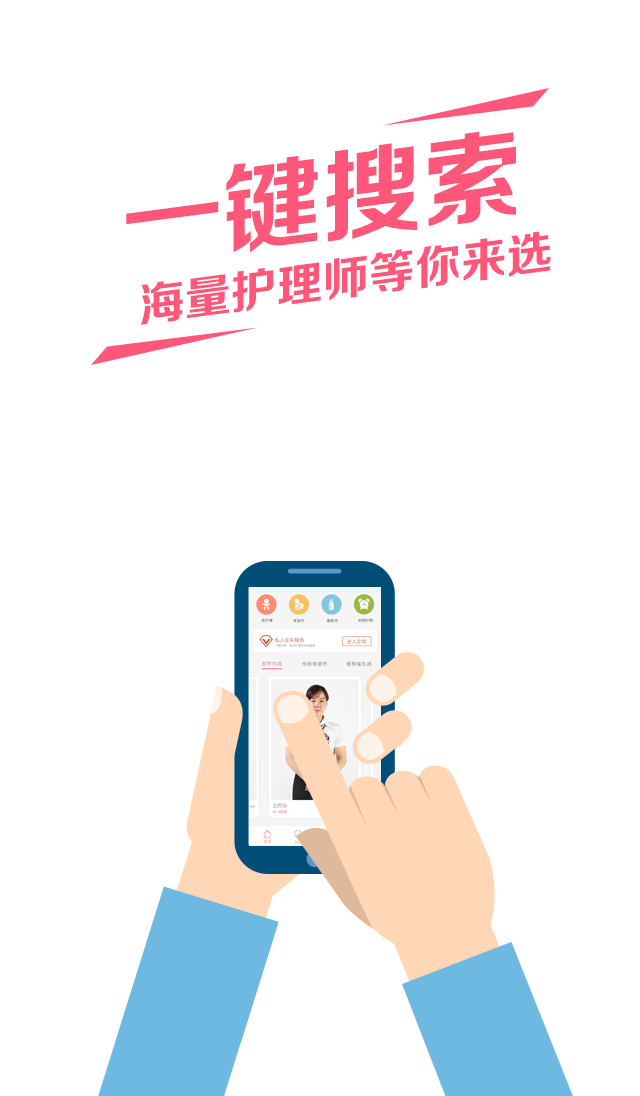 一键搜索
海量护理师等你来选
私人定制服务
进入定制
推荐月嫂
推荐育婴师
推荐催乳师